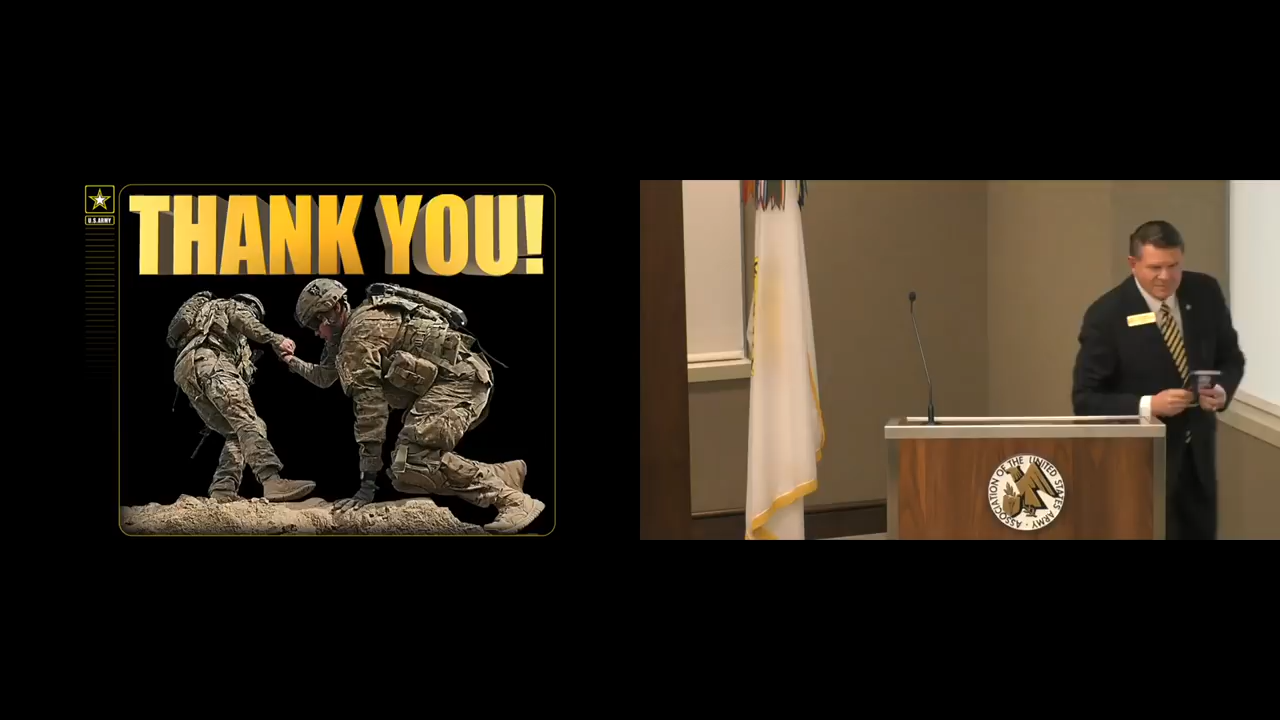 THANK YOU!
U.S.ARMY
ASSOCIATION OF THE UNITED STATES ARMY